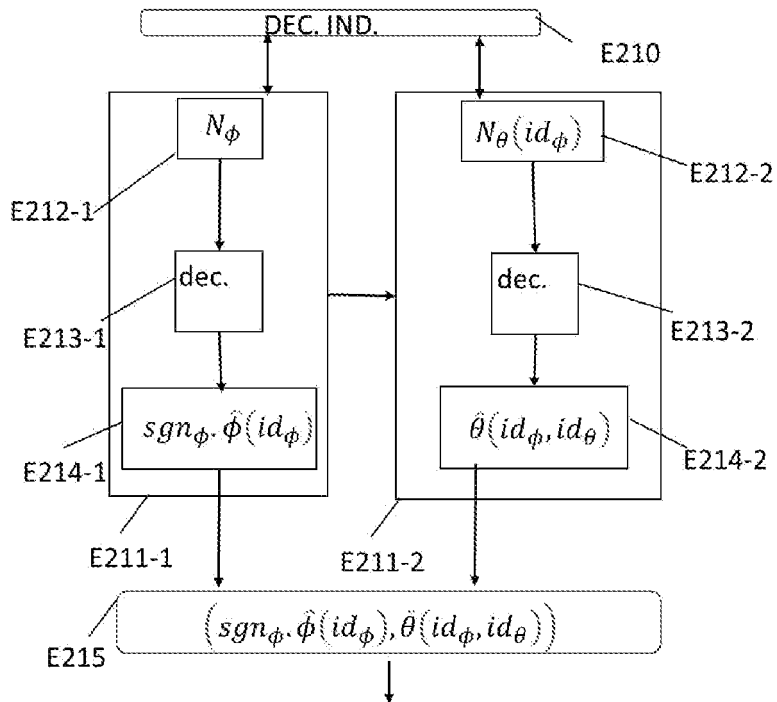 DEC. IND.
E210
N_ϕ
N_θ(id_ϕ)
E212-1
E212-2
dec.
dec.
E213-1
E213-2
sgn_ϕ. ϕ̂(id_ϕ)
θ̂(id_ϕ, id_θ)
E214-1
E214-2
E211-1
E211-2
(sgn_ϕ. ϕ̂(id_ϕ), θ̂(id_ϕ, id_θ))
E215